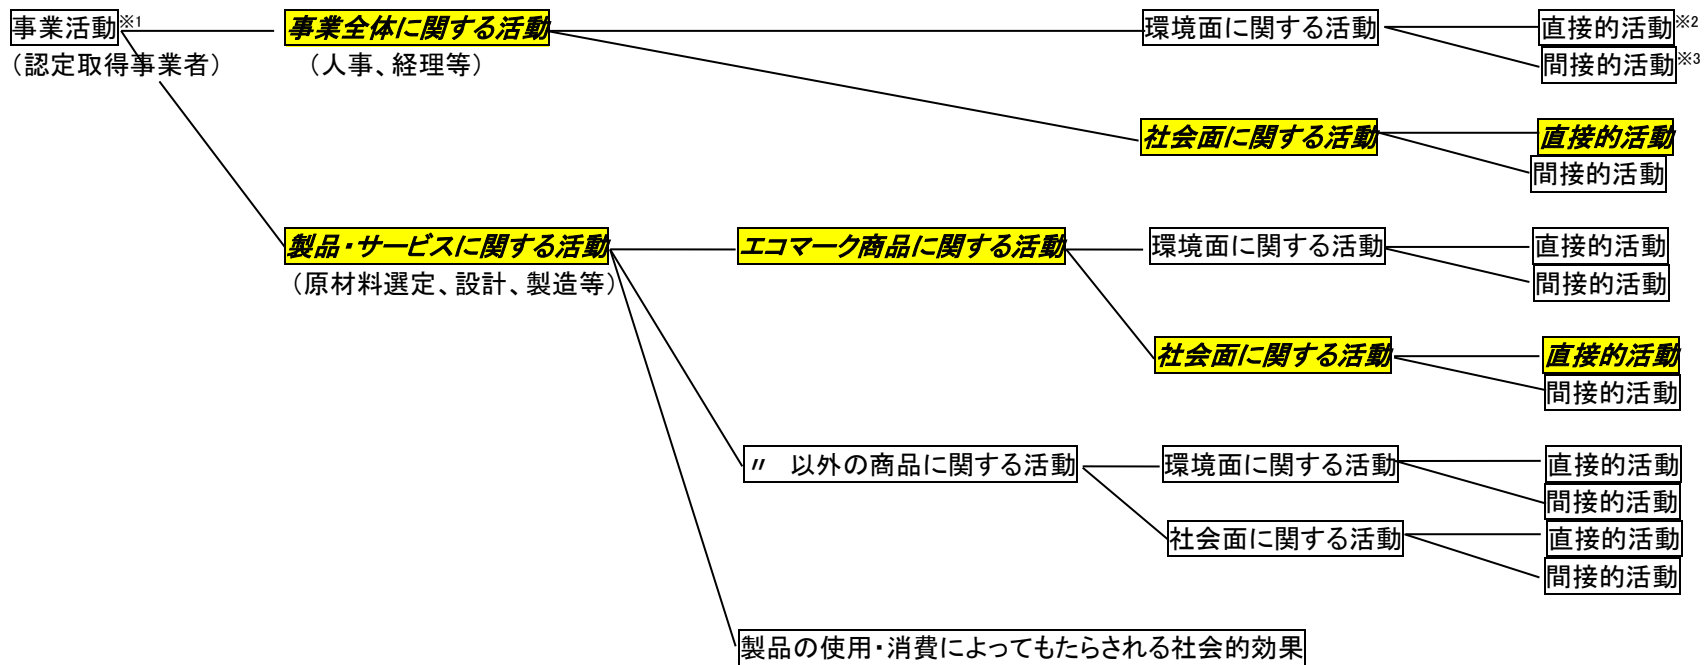 事業活動※1 事業全体に関する活動 環境面に関する活動 直接的活動※2
（認定取得事業者） （人事、経理等） 間接的活動※3
社会面に関する活動 直接的活動
間接的活動
製品・サービスに関する活動 エコマーク商品に関する活動 環境面に関する活動 直接的活動
（原材料選定、設計、製造等） 間接的活動
社会面に関する活動 直接的活動
間接的活動
〃 以外の商品に関する活動 環境面に関する活動 直接的活動
間接的活動
社会面に関する活動 直接的活動
間接的活動
製品の使用・消費によってもたらされる社会的効果